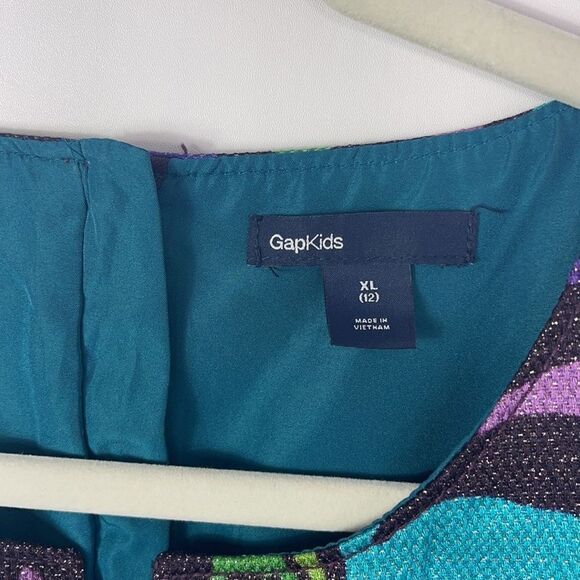 GapKids
XL
(12)
MADE IN
VIETNAM